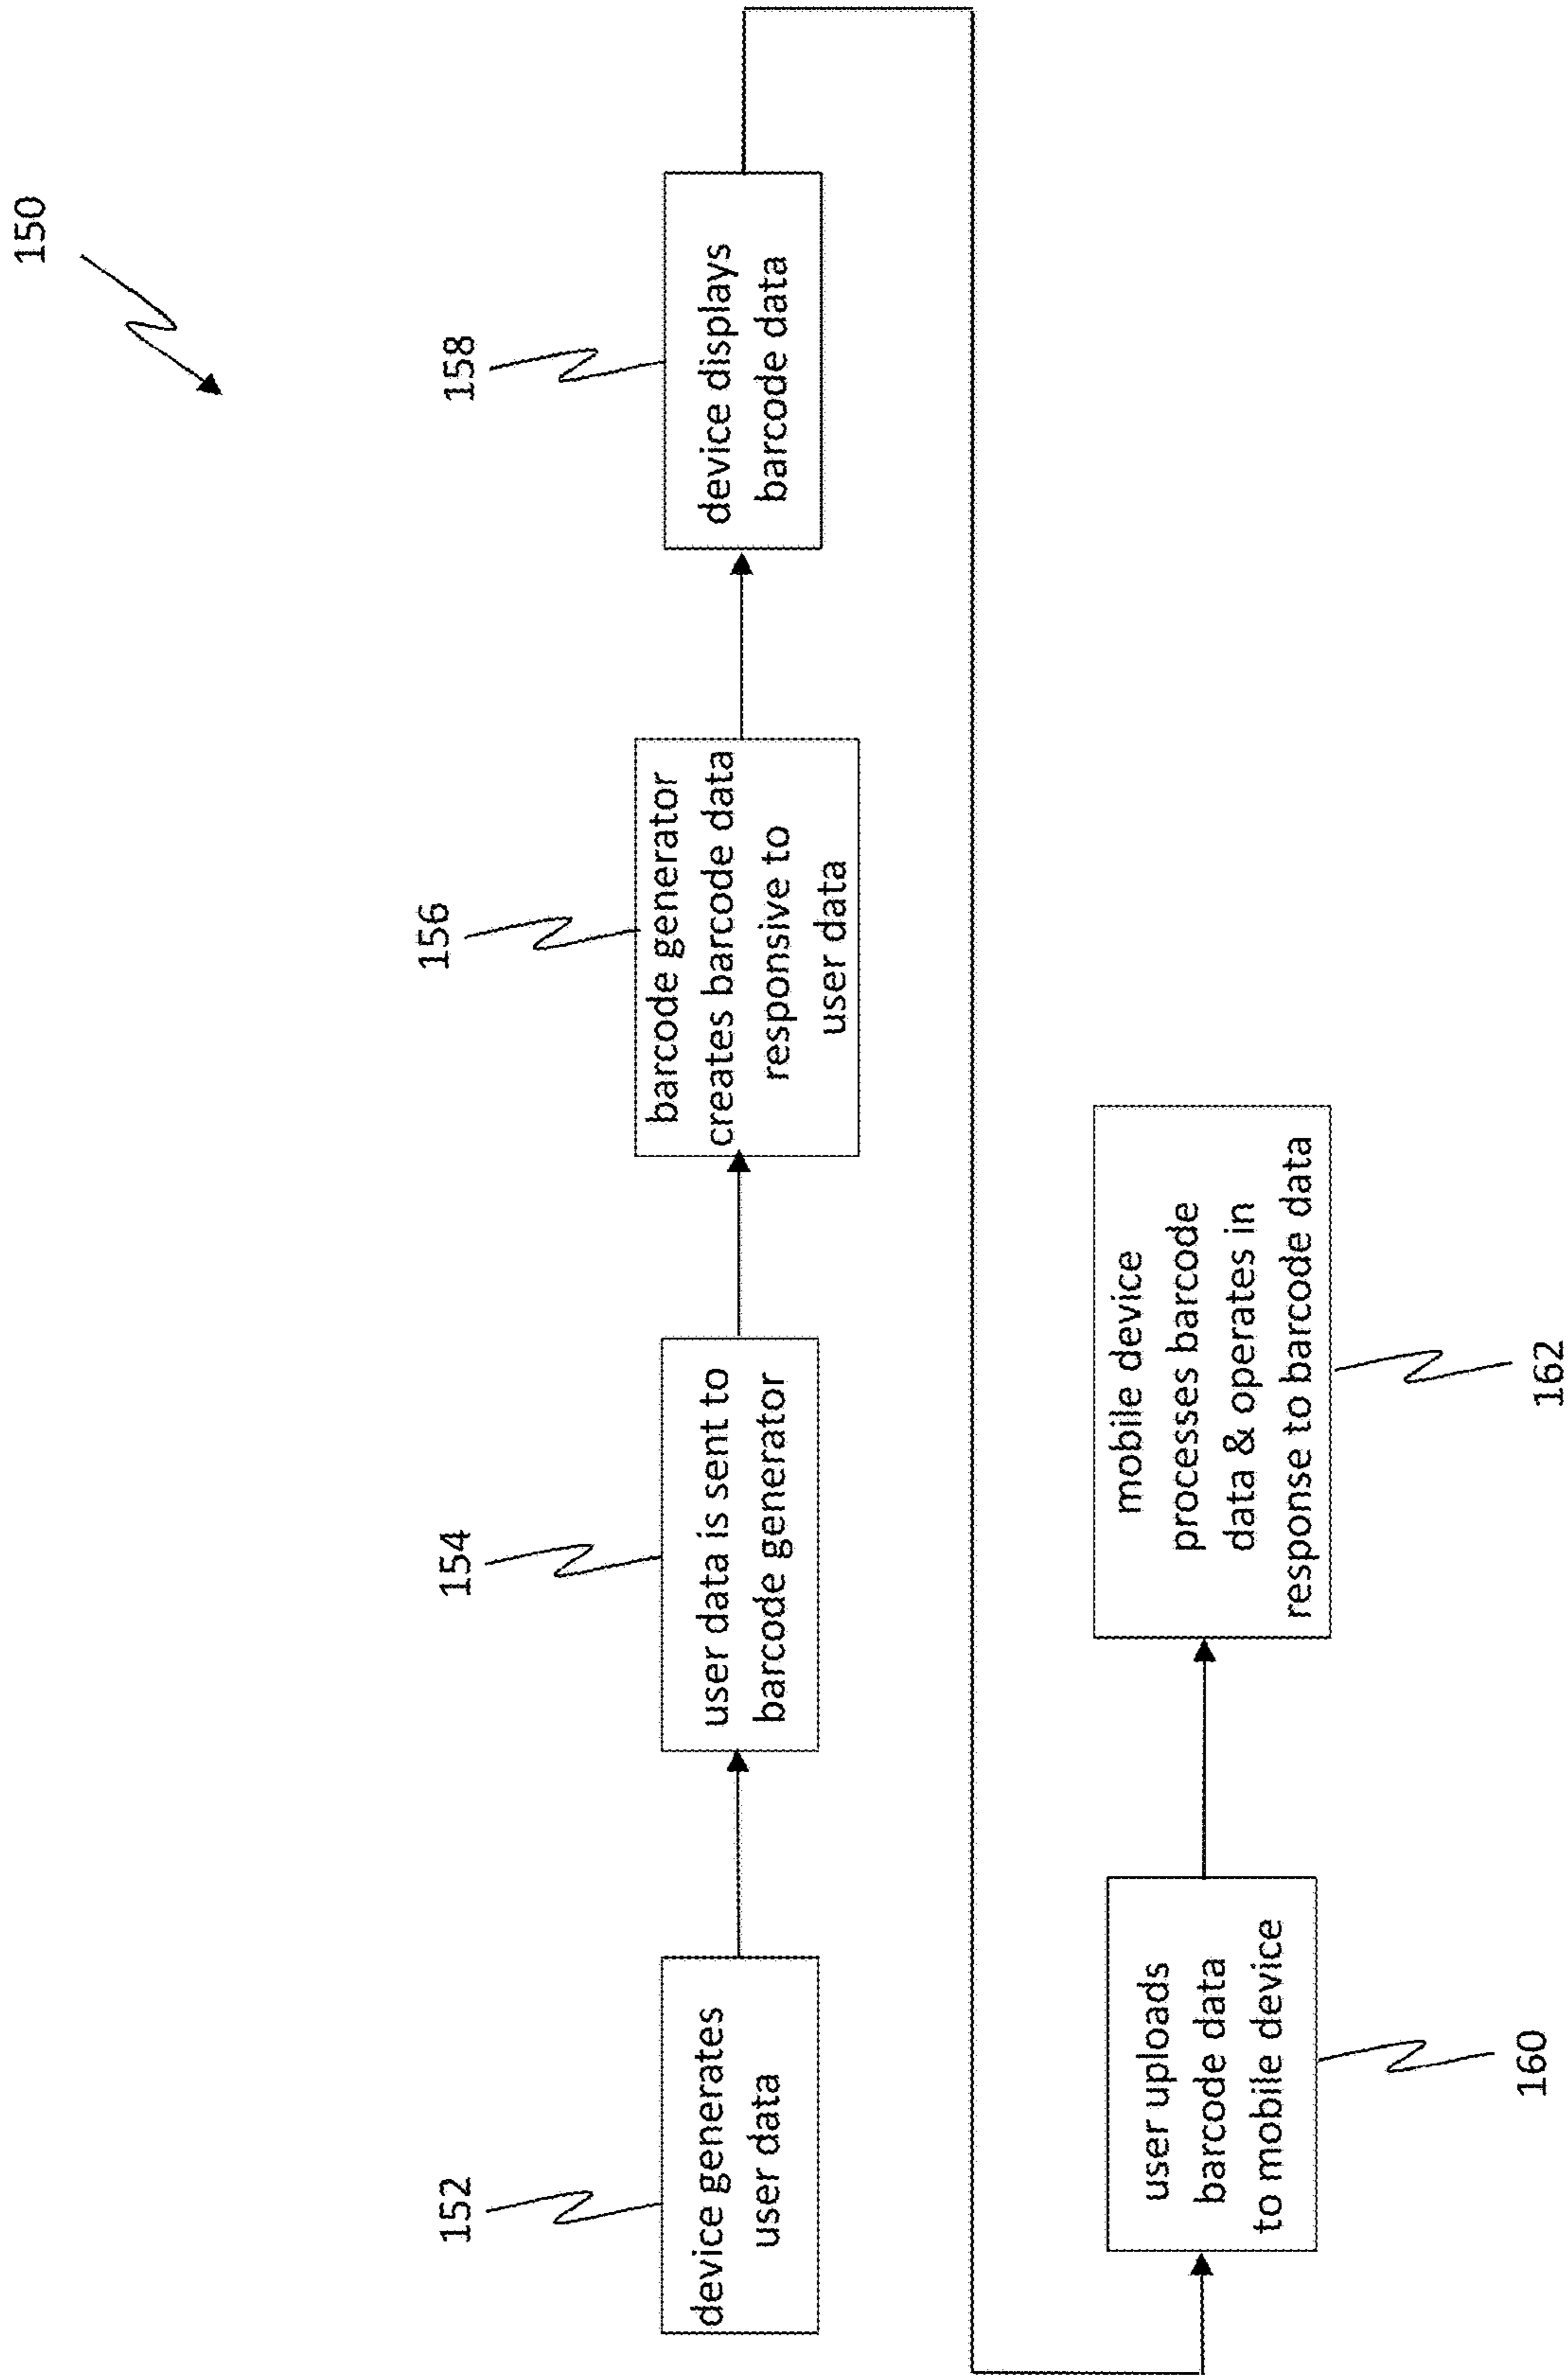 150
152
device generates
user data
154
user data is sent to
barcode generator
156
barcode generator
creates barcode data
responsive to
user data
158
device displays
barcode data
user uploads
barcode data
to mobile device
160
mobile device
processes barcode
data & operates in
response to barcode data
162